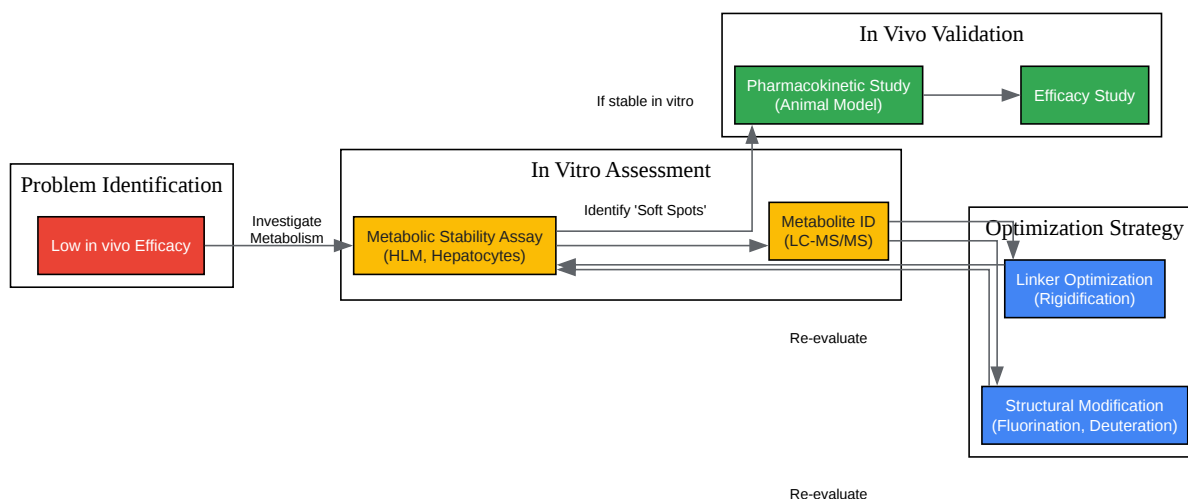 In Vivo Validation
Pharmacokinetic Study
(Animal Model)
Efficacy Study
If stable in vitro
Problem Identification
Low in vivo Efficacy
Investigate
Metabolism
In Vitro Assessment
Identify 'Soft Spots'
Metabolic Stability Assay
(HLM, Hepatocytes)
Metabolite ID
(LC-MS/MS)
Optimization Strategy
Linker Optimization
(Rigidification)
Re-evaluate
Structural Modification
(Fluorination, Deuteration)
Re-evaluate